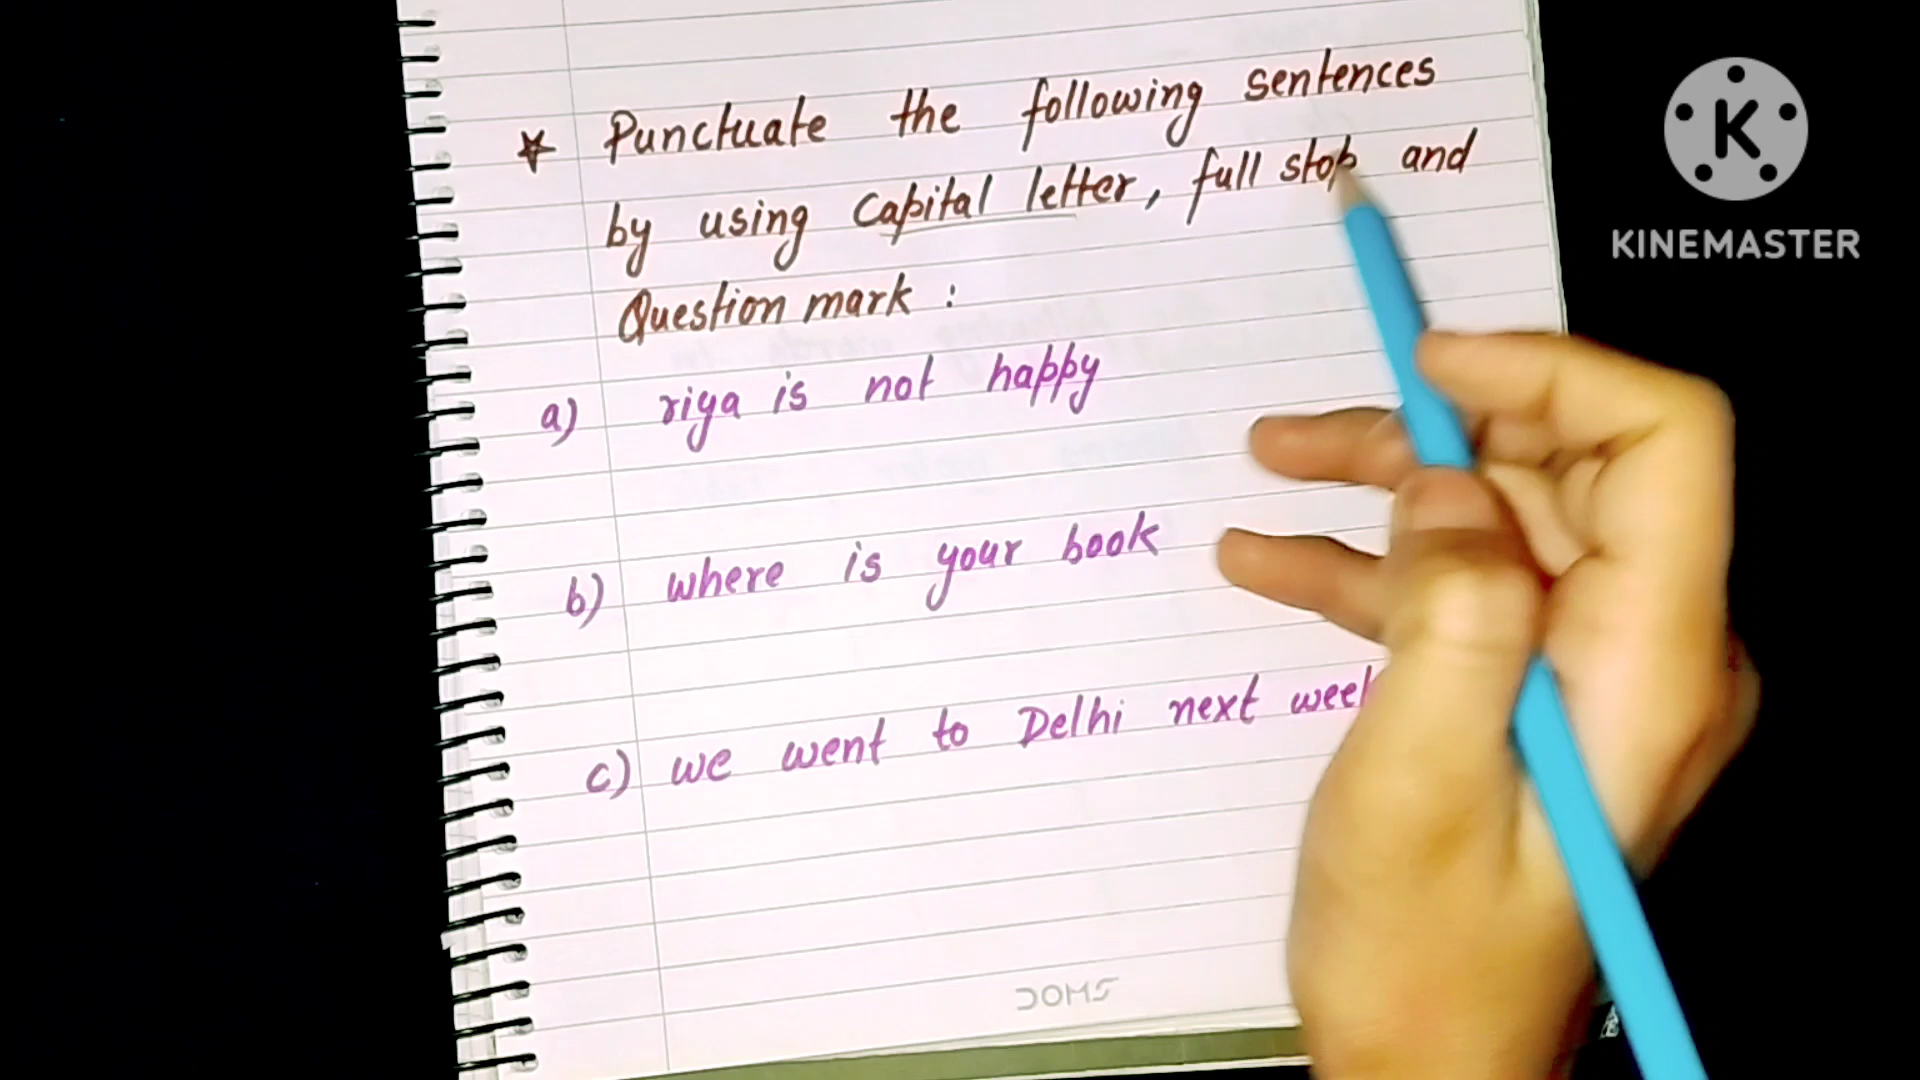 Punctuate the following sentences
by using capital letter, full stop and
Question mark :
a) riya is not happy
b) where is your book
c) we went to Delhi next week
DOMS
K
KINEMASTER